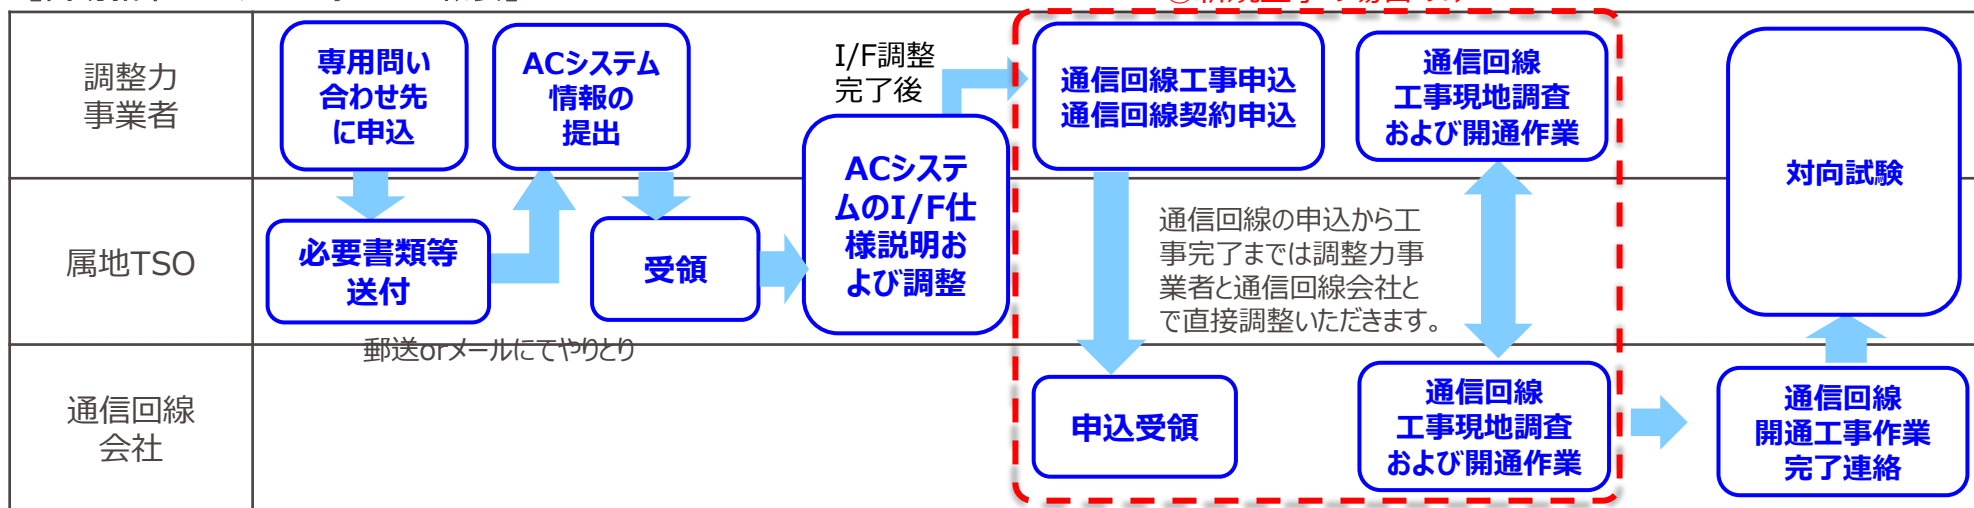 調整力
事業者
専用問い
合わせ先
に申込
ACシステム
情報の
提出
I/F調整
完了後
通信回線工事申込
通信回線契約申込
通信回線
工事現地調査
および開通作業
対向試験
属地TSO
必要書類等
送付
受領
ACシステ
ムのI/F仕
様説明お
よび調整
通信回線の申込から工
事完了までは調整力事
業者と通信回線会社と
で直接調整いただきます。
郵送orメールにてやりとり
通信回線
会社
申込受領
通信回線
工事現地調査
および開通作業
通信回線
開通工事作業
完了連絡